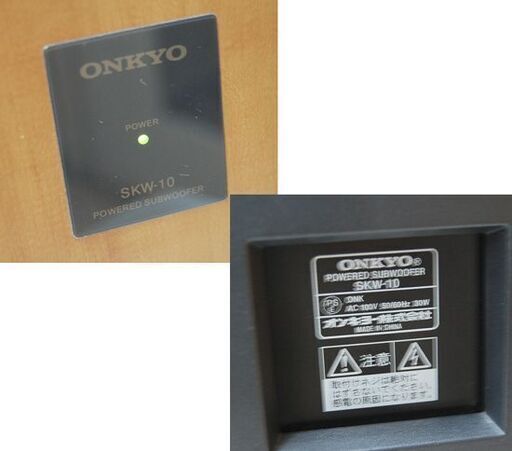 ONKYO
POWER
SKW-10
POWERED SUBWOOFER
ONKYO®
POWERED SUBWOOFER
SKW-10
PS
E
ONK
AC 100V 50/60Hz 30W
オンキヨー株式会社
MADE IN CHINA
注意
取付けネジは絶対に
はずさないでください。
感電の原因になります。